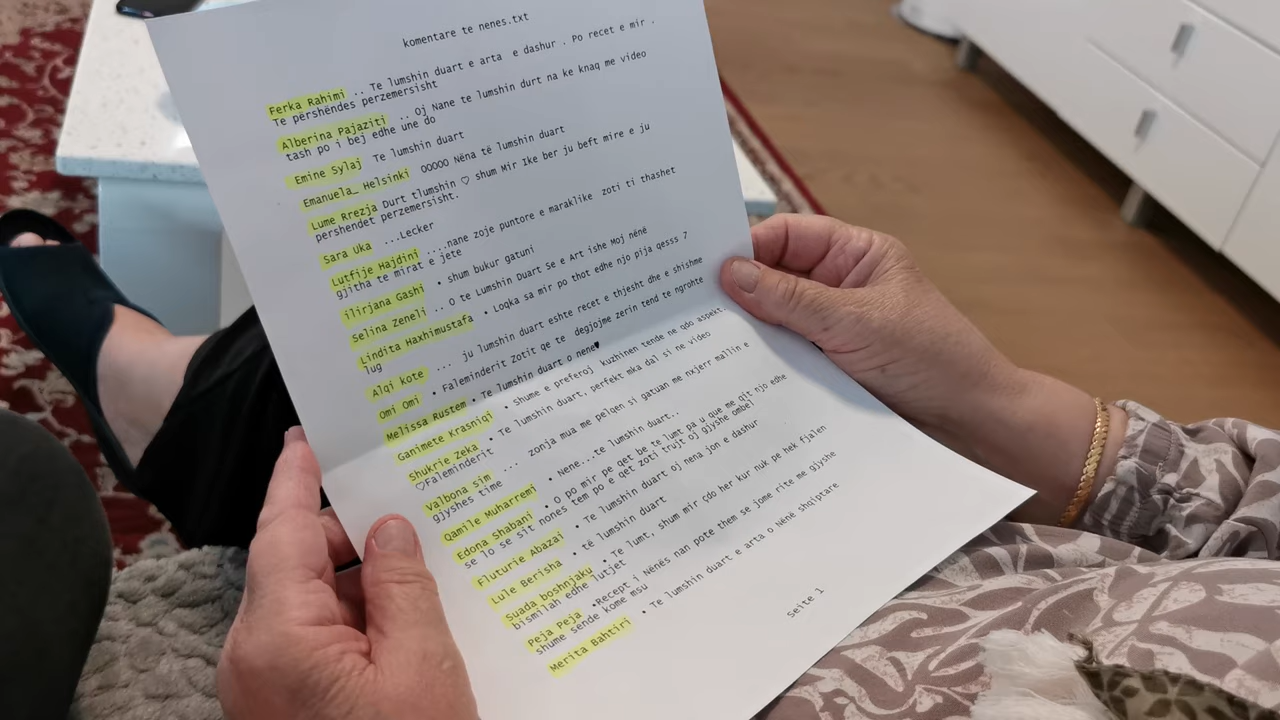 komentare te nenes.txt
Ferka Rahimi .. Te lumshin duart e arta e dashur . Po recet e mir .
Te pershëndes perzemersisht
Alberina Pajaziti .. Oj Nane te lumshin durt na ke knaq me video
tash po i bej edhe une do
Emine Sylaj Te lumshin duart
Emanuela_ Helsinki OOOOO Nëna të lumshin duart
Lume Rrezja Durt tlumshin ♡ shum Mir Ike ber ju beft mire e ju
pershendet perzemersisht.
Sara Uka ...Lecker
Lutfije Hajdini ....nane zoje puntore e maraklike zoti ti thashet
gjitha te mirat e jete
ilirjana Gashi • shum bukur gatuni
Selina Zeneli .. O te Lumshin Duart Se e Art ishe Moj nënë
Lindita Haxhimustafa • Loqka sa mir po thot edhe njo pija qesss 7
lug
Alqi kote ... ju lumshin duart eshte recet e thjesht dhe e shishme
Omi Omi • Faleminderit Zotit qe te degjojme zerin tend te ngrohte
Melissa Rustem • Te lumshin duart o nene♥
Ganimete Krasniqi • Shume e preferoj kuzhinen tende ne qdo aspekt
Shukrie Zeka • Te lumshin duart, perfekt mka dal si ne video
♡Faleminderit
Valbona sim ... zonja mua me pelqen si gatuan me nxjerr mallin e
gjyshes time
Qamile Muharremi • Nene...te lumshin duart..
Edona Shabani • O po mir pe qet be te lumt pa u que me qit njo edhe
lo se sit nones tem po e qet zoti trujt oj gjyshe ombel
Fluturie Abazaj • Te lumshin duart oj nena jon e dashur
Lule Berisha • të lumshin duart
Suada boshnjaku • Te lumt, shum mir cdo her kur nuk pe hek fjalen
bismilah edhe lutjet
Peja Peja •Recept i Nënës nan pote them se jome rite me gjyshe
shume sende kome msu
Merita Bahtiri • Te lumshin duart e arta o Nënë shqiptare
Seite 1